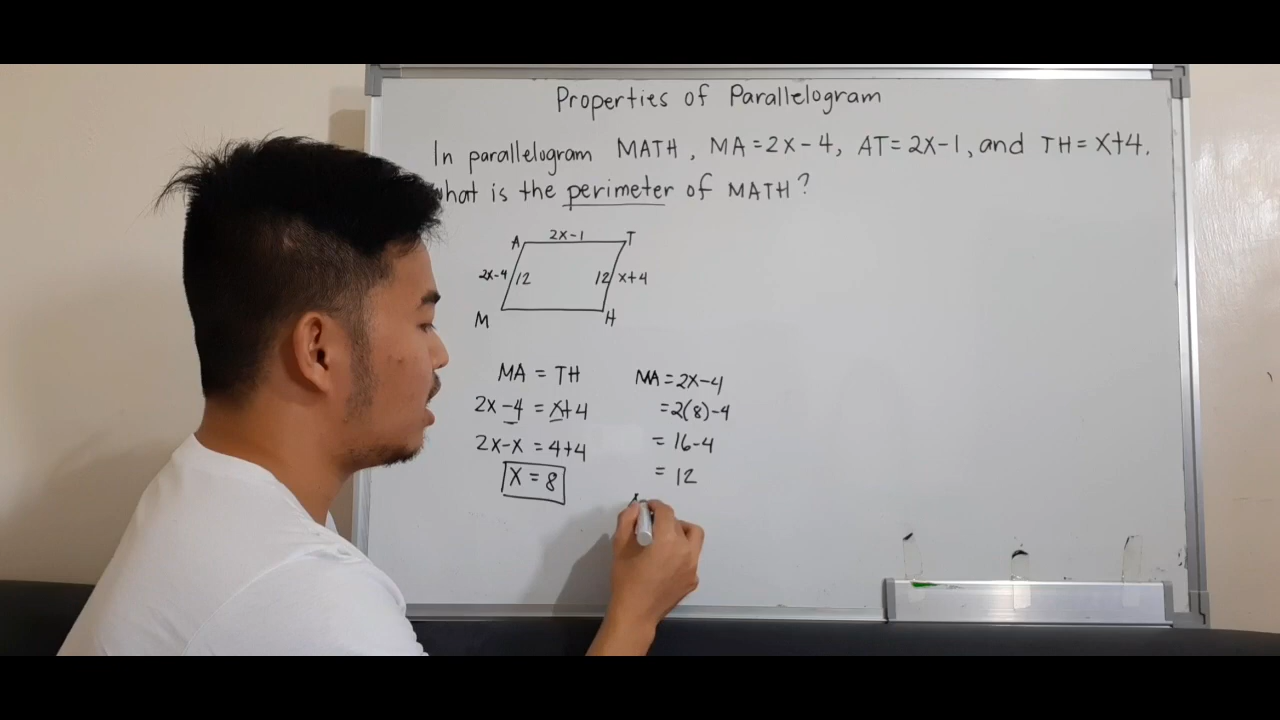 Properties of Parallelogram
In parallelogram MATH, MA=2x-4, AT=2x-1, and TH=x+4.
what is the perimeter of MATH?
A 2x-1 T
2x-4 12 12 x+4
M H
MA = TH
2x-4 = x+4
2x-x = 4+4
x = 8
MA=2x-4
=2(8)-4
= 16-4
= 12